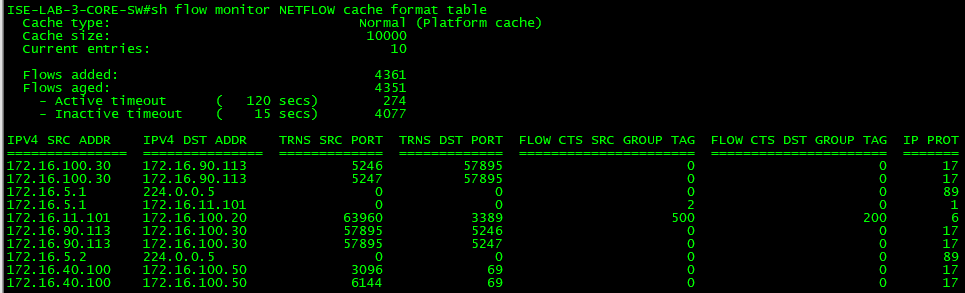 ISE-LAB-3-CORE-SW#sh flow monitor NETFLOW cache format table
Cache type: Normal (Platform cache)
Cache size: 10000
Current entries: 10
Flows added: 4361
Flows aged: 4351
- Active timeout ( 120 secs) 274
- Inactive timeout ( 15 secs) 4077
IPV4 SRC ADDR IPV4 DST ADDR TRNS SRC PORT TRNS DST PORT FLOW CTS SRC GROUP TAG FLOW CTS DST GROUP TAG IP PROT
=============== =============== ============= ============= ====================== ====================== =======
172.16.100.30 172.16.90.113 5246 57895 0 0 17
172.16.100.30 172.16.90.113 5247 57895 0 0 17
172.16.5.1 224.0.0.5 0 0 0 0 89
172.16.5.1 172.16.11.101 0 0 2 0 1
172.16.11.101 172.16.100.20 63960 3389 500 200 6
172.16.90.113 172.16.100.30 57895 5246 0 0 17
172.16.90.113 172.16.100.30 57895 5247 0 0 17
172.16.5.2 224.0.0.5 0 0 0 0 89
172.16.40.100 172.16.100.50 3096 69 0 0 17
172.16.40.100 172.16.100.50 6144 69 0 0 17